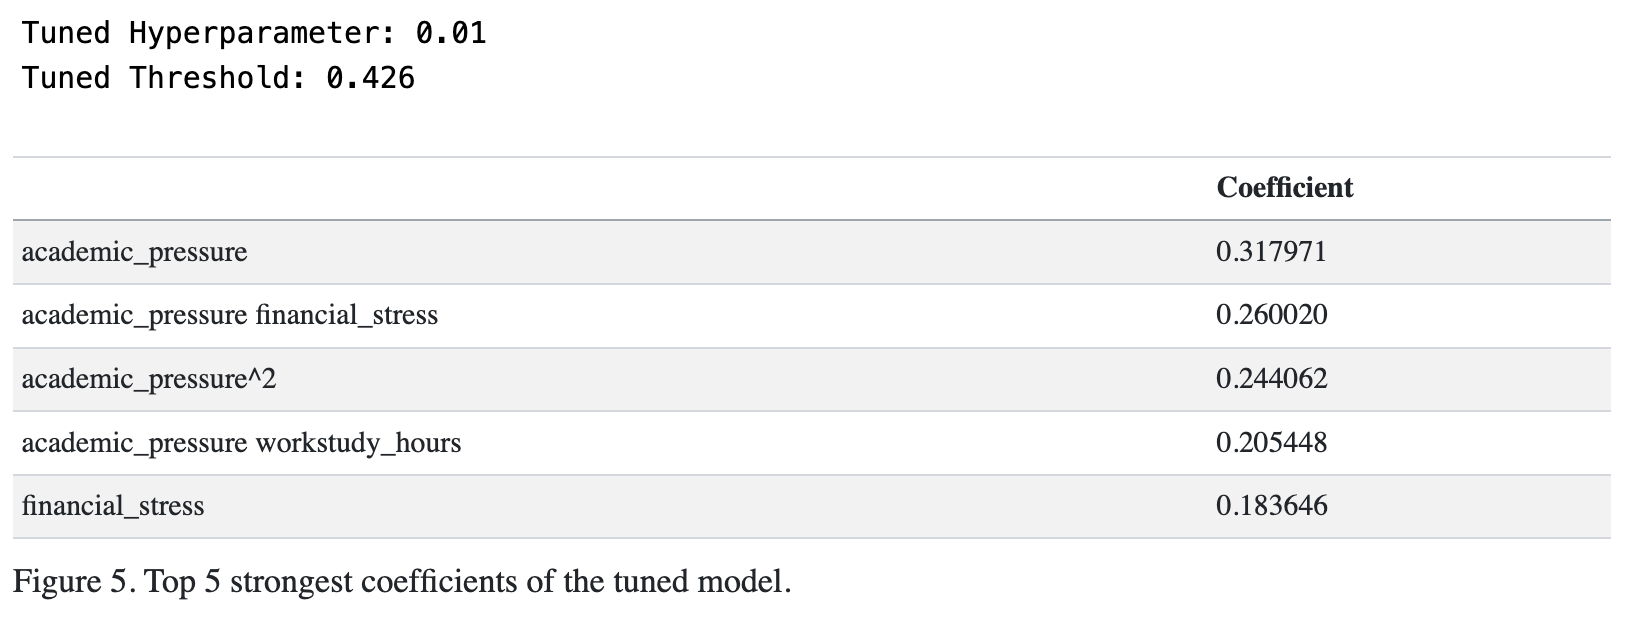 Tuned Hyperparameter: 0.01
Tuned Threshold: 0.426
Coefficient
academic_pressure 0.317971
academic_pressure financial_stress 0.260020
academic_pressure^2 0.244062
academic_pressure workstudy_hours 0.205448
financial_stress 0.183646
Figure 5. Top 5 strongest coefficients of the tuned model.